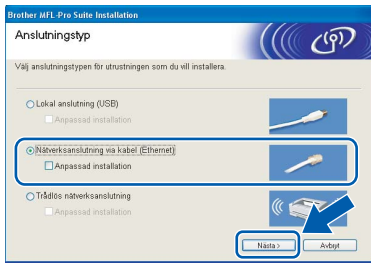 Brother MFL-Pro Suite Installation
Anslutningstyp
Välj anslutningstypen för utrustningen som du vill installera.
Lokal anslutning (USB)
Anpassad installation
Nätverksanslutning via kabel (Ethernet)
Anpassad installation
Trådlös nätverksanslutning
Anpassad installation
Nästa > Avbryt